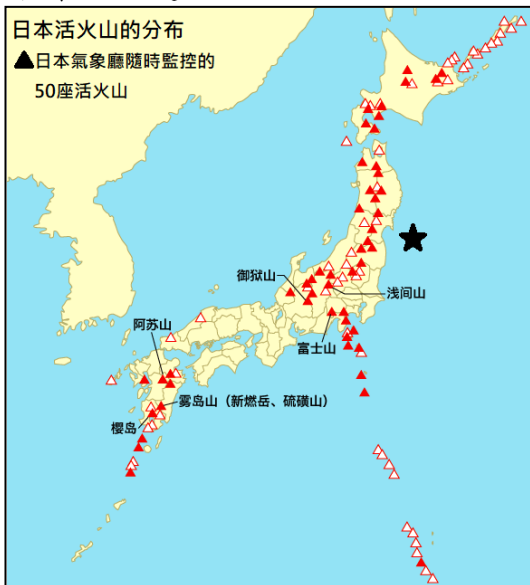 日本活火山的分布
▲日本氣象廳隨時監控的
50座活火山
御狱山
浅间山
阿苏山
富士山
雾岛山（新燃岳、硫磺山）
樱岛